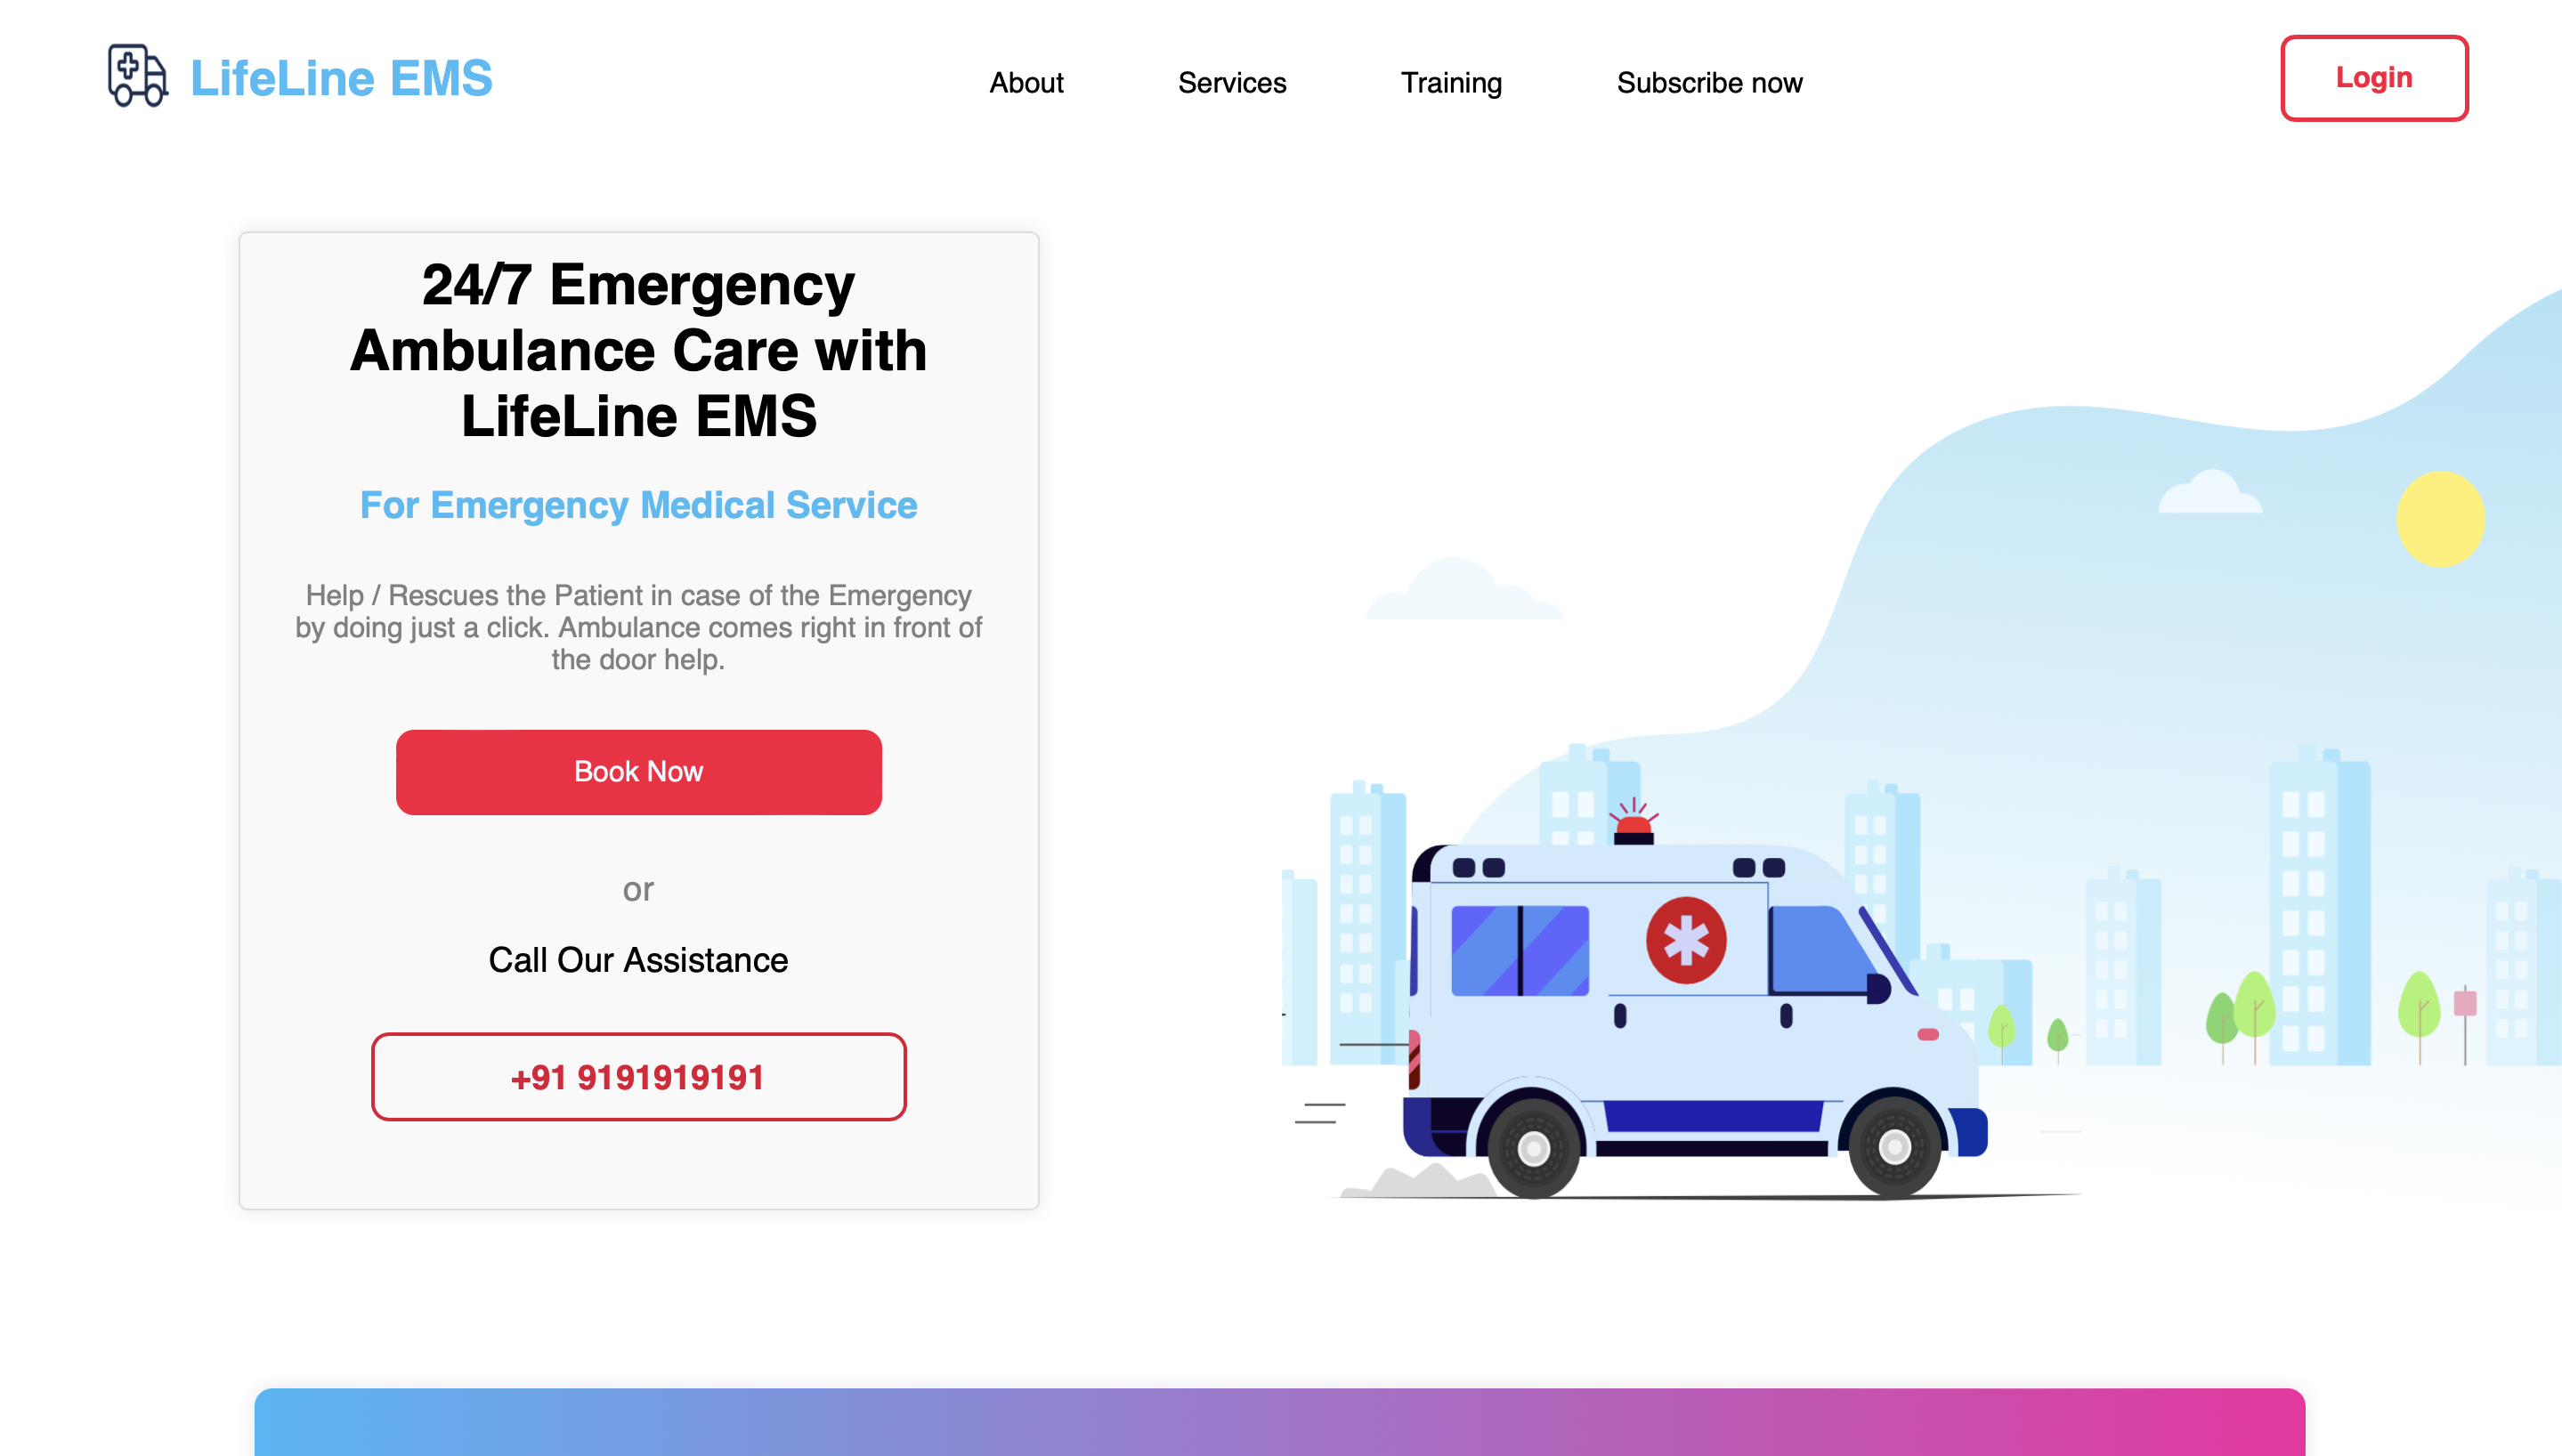 LifeLine EMS
About
Services
Training
Subscribe now
Login
24/7 Emergency
Ambulance Care with
LifeLine EMS
For Emergency Medical Service
Help / Rescues the Patient in case of the Emergency
by doing just a click. Ambulance comes right in front of
the door help.
Book Now
or
Call Our Assistance
+91 9191919191